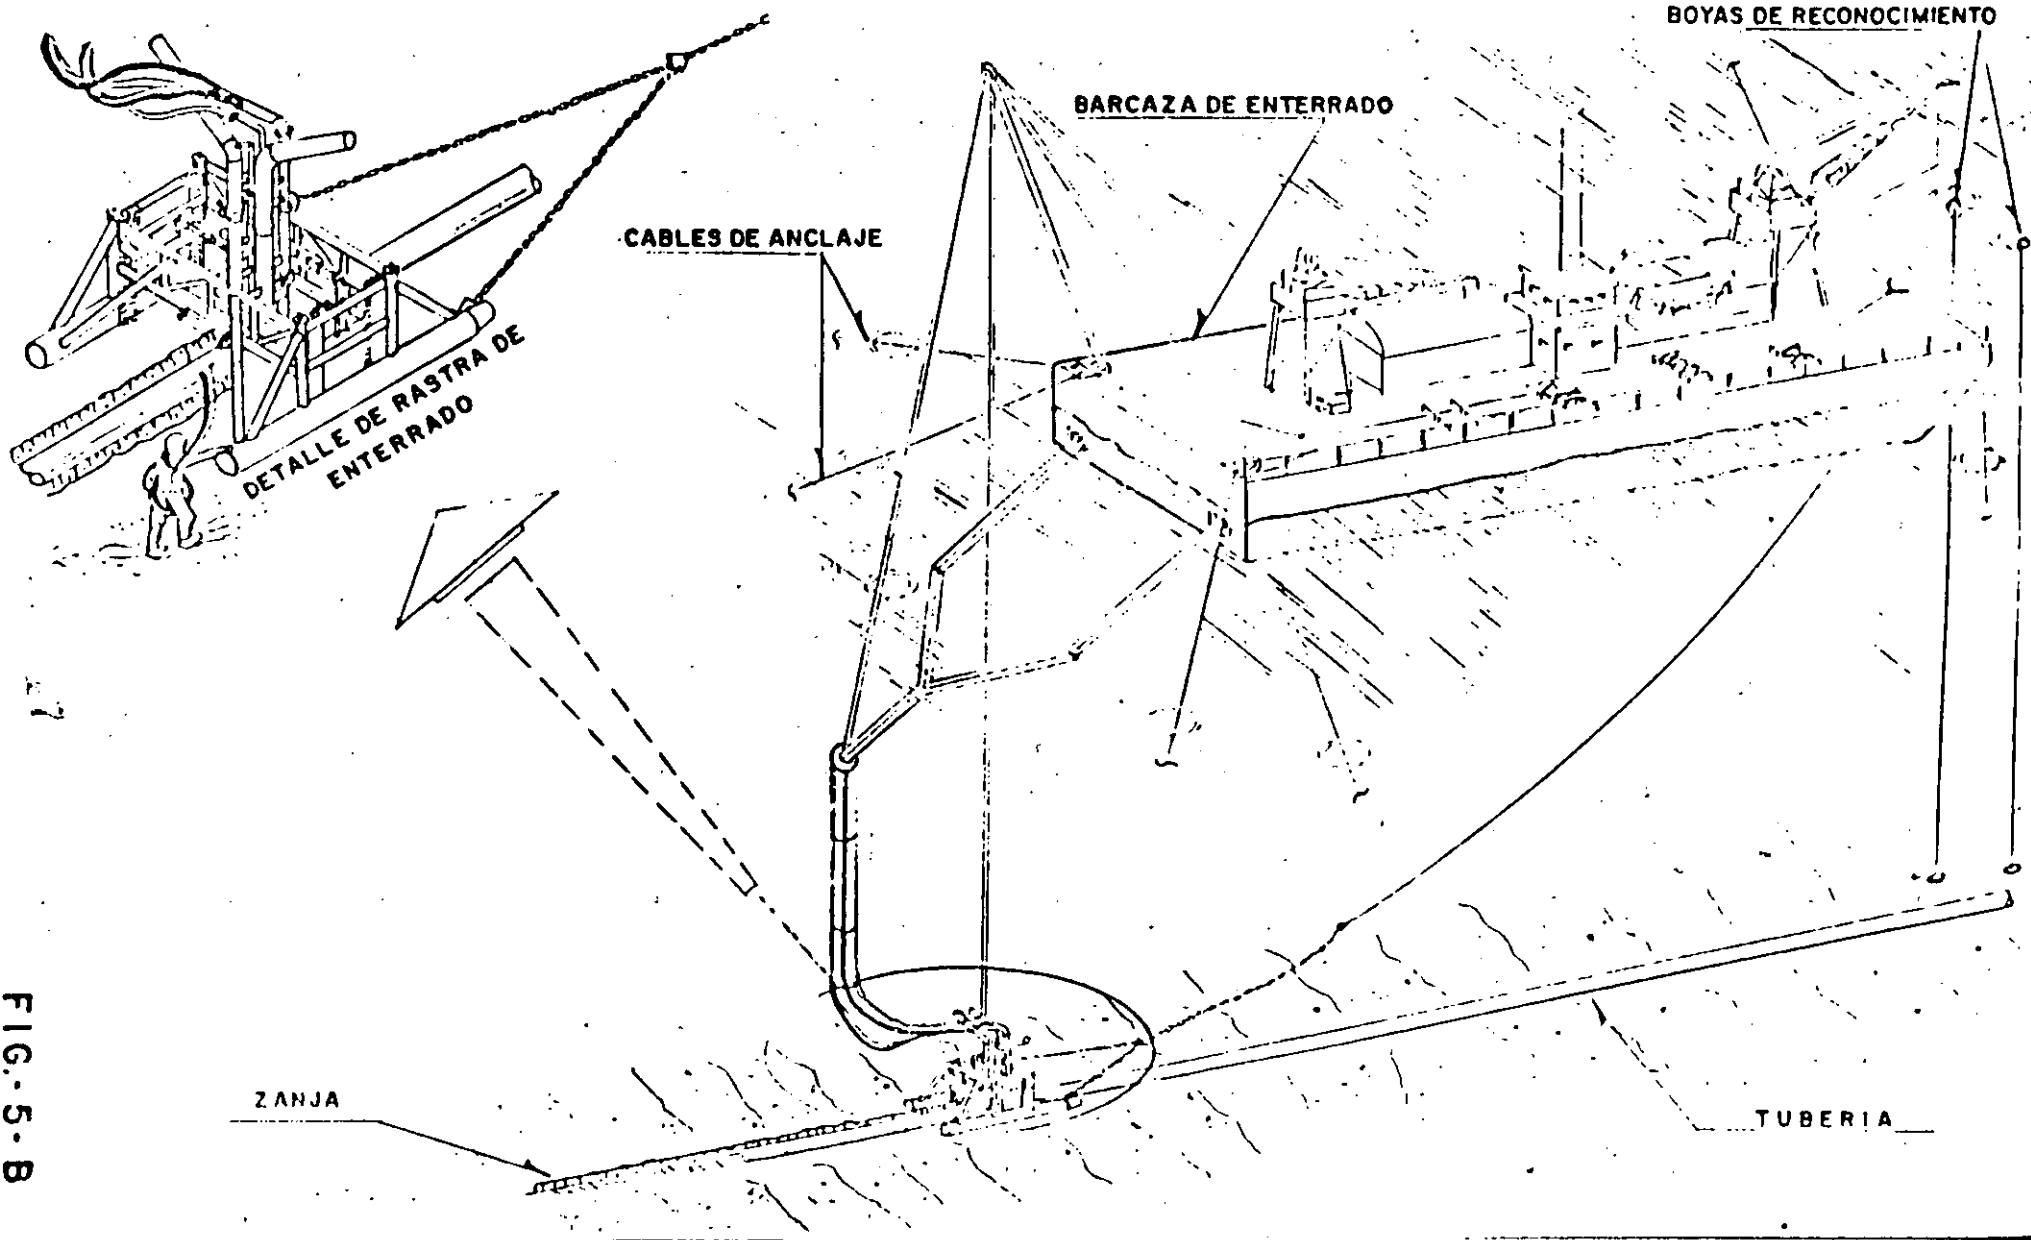 BOYAS DE RECONOCIMIENTO
BARCAZA DE ENTERRADO
CABLES DE ANCLAJE
DETALLE DE RASTRA DE
ENTERRADO
ZANJA
TUBERIA
FIG.-5-B